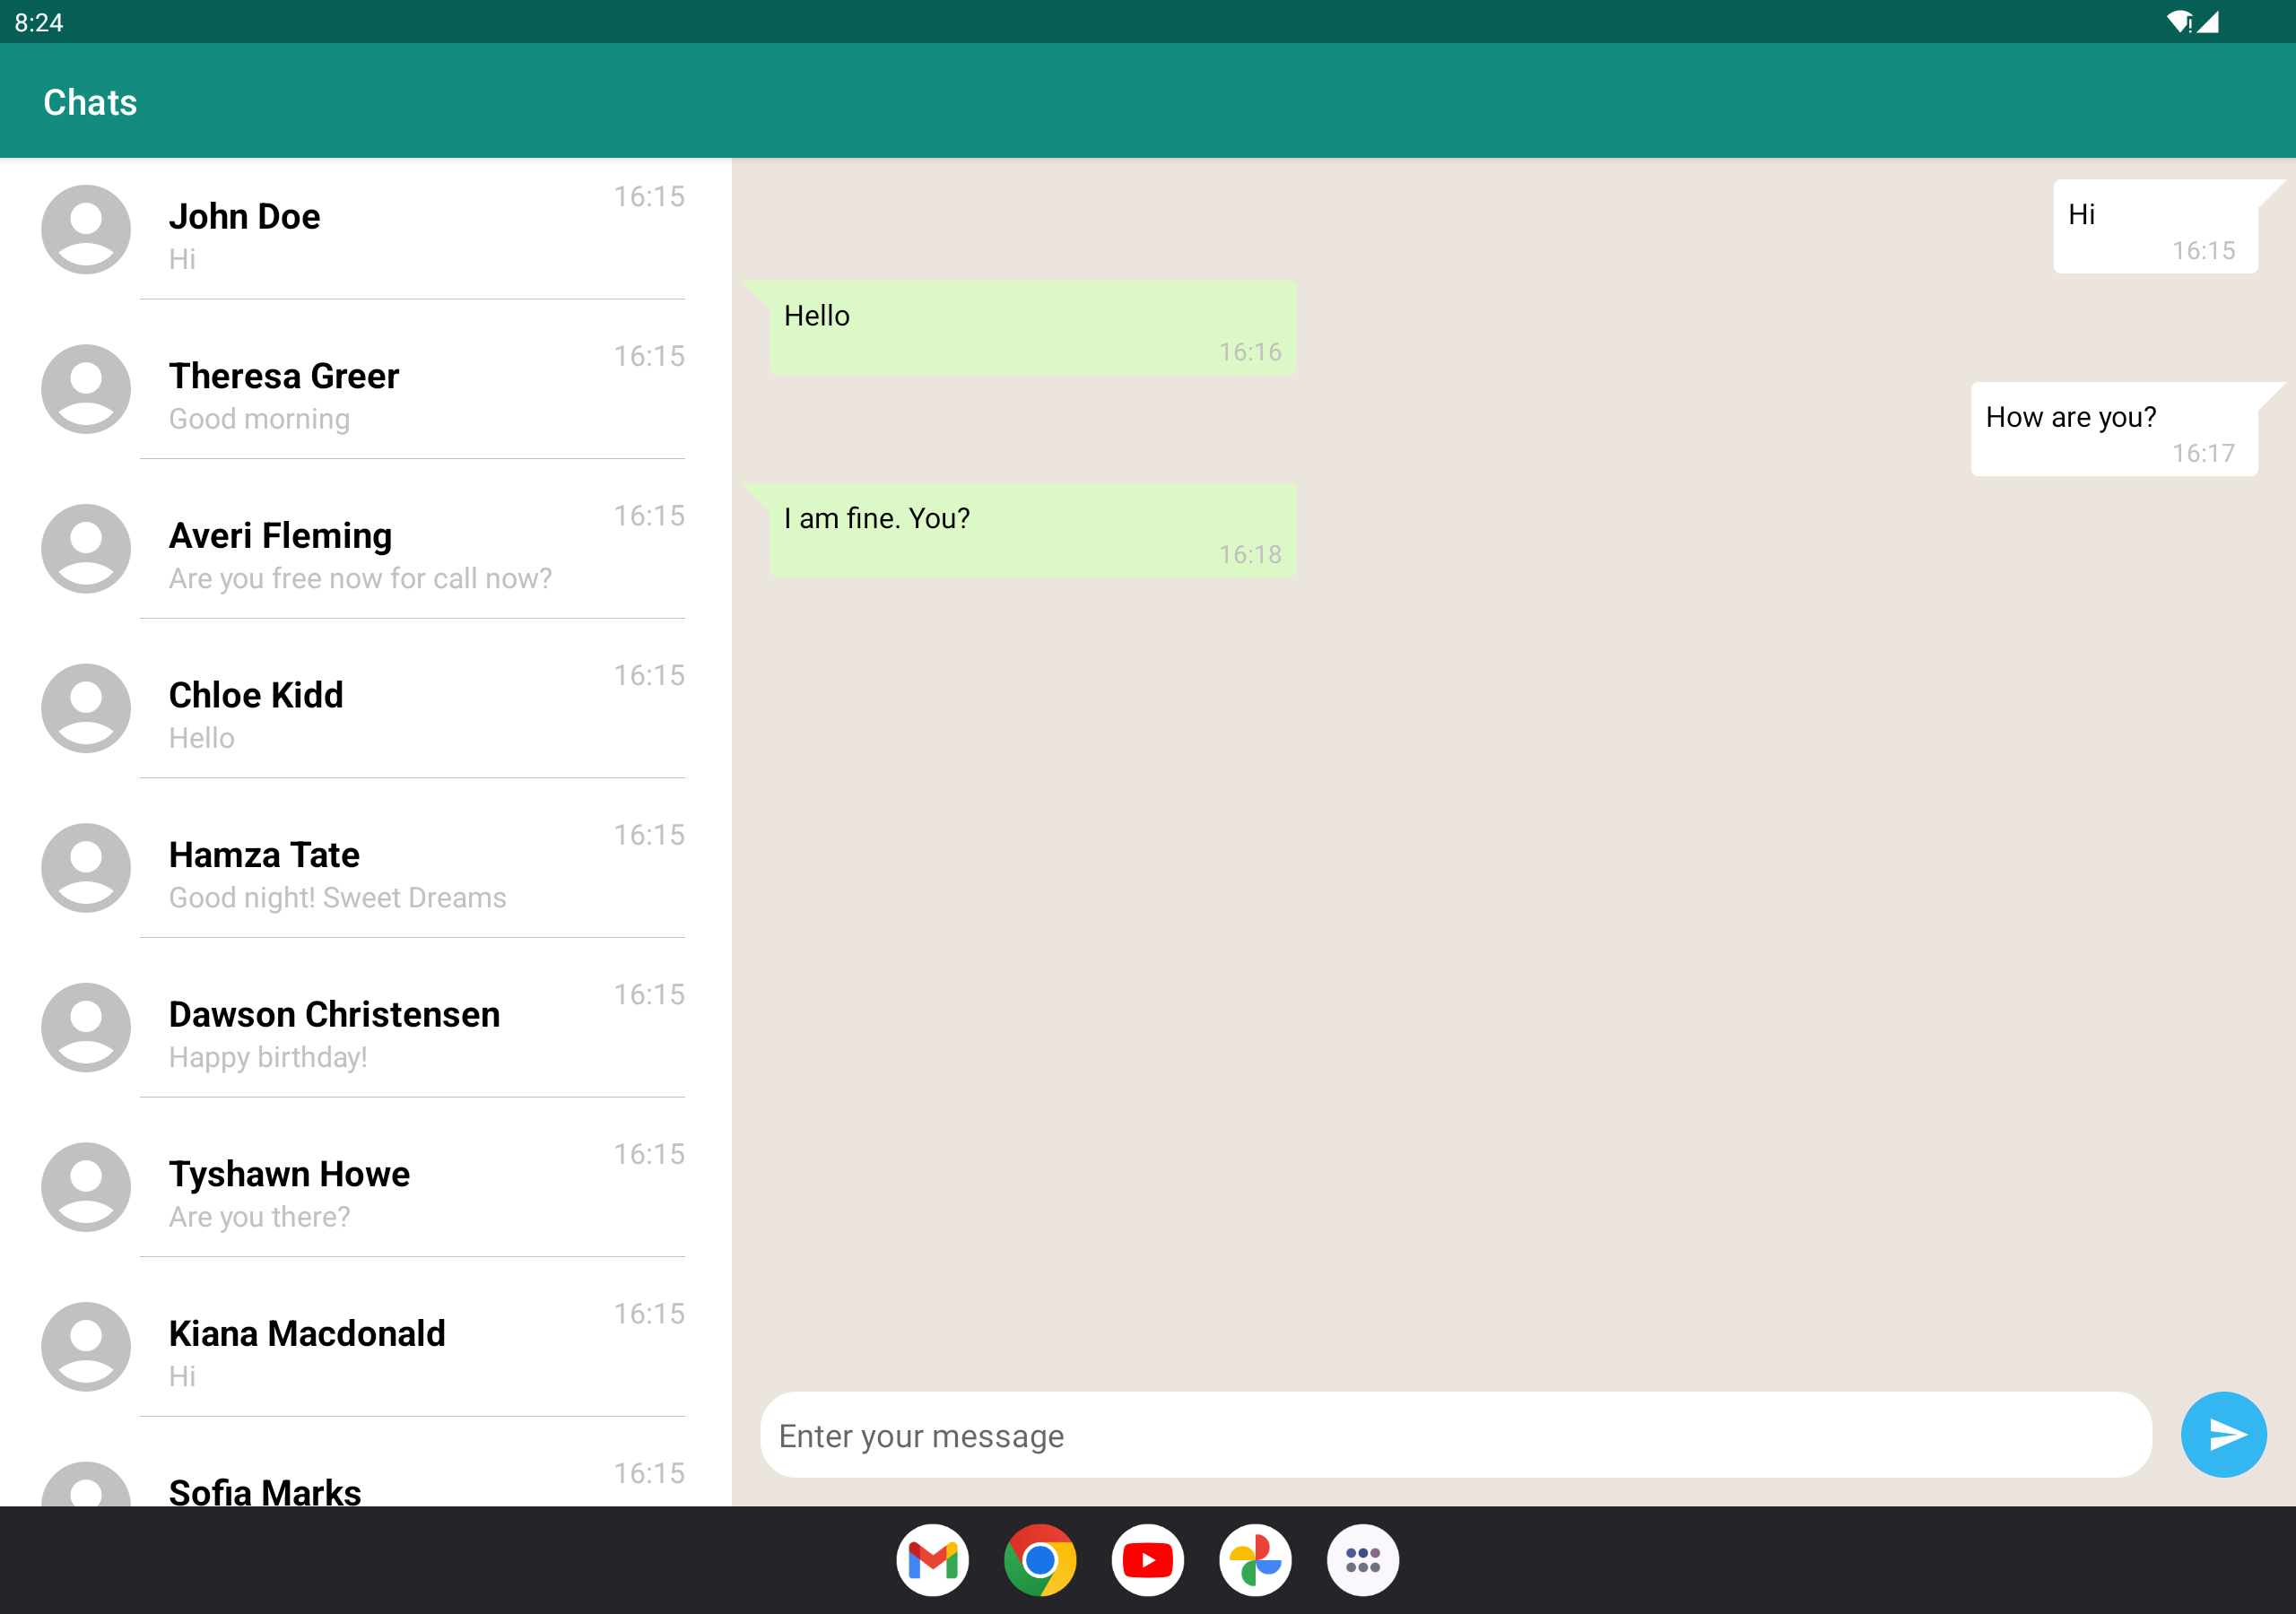 8:24
Chats
John Doe
16:15
Hi
Theresa Greer
16:15
Good morning
Averi Fleming
16:15
Are you free now for call now?
Chloe Kidd
16:15
Hello
Hamza Tate
16:15
Good night! Sweet Dreams
Dawson Christensen
16:15
Happy birthday!
Tyshawn Howe
16:15
Are you there?
Kiana Macdonald
16:15
Hi
Sofia Marks
16:15
Hi
16:15
Hello
16:16
How are you?
16:17
I am fine. You?
16:18
Enter your message